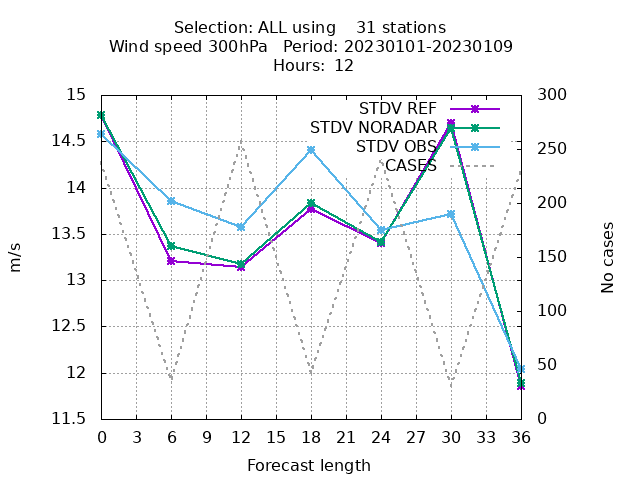 Selection: ALL using    31 stations
Wind speed 300hPa   Period: 20230101-20230109
Hours:  12
STDV REF
STDV NORADAR
STDV OBS
CASES
15
14.5
14
13.5
13
12.5
12
11.5
m/s
300
250
200
150
100
50
0
No cases
0 3 6 9 12 15 18 21 24 27 30 33 36
Forecast length